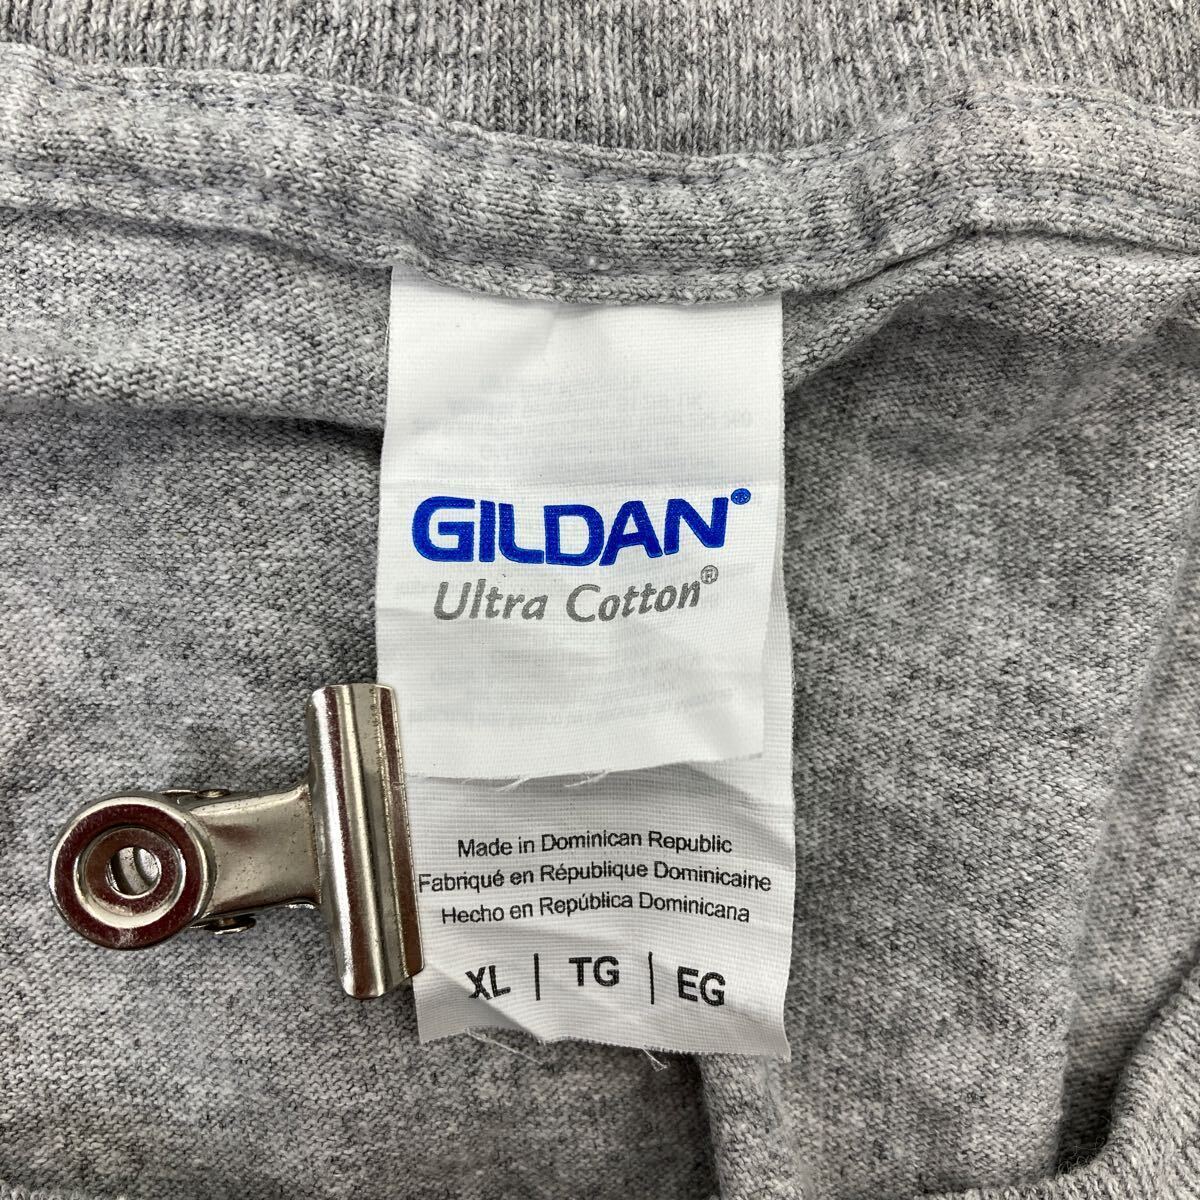 GILDAN®
Ultra Cotton®
Made in Dominican Republic
Fabriqué en République Dominicaine
Hecho en República Dominicana
XL | TG | EG